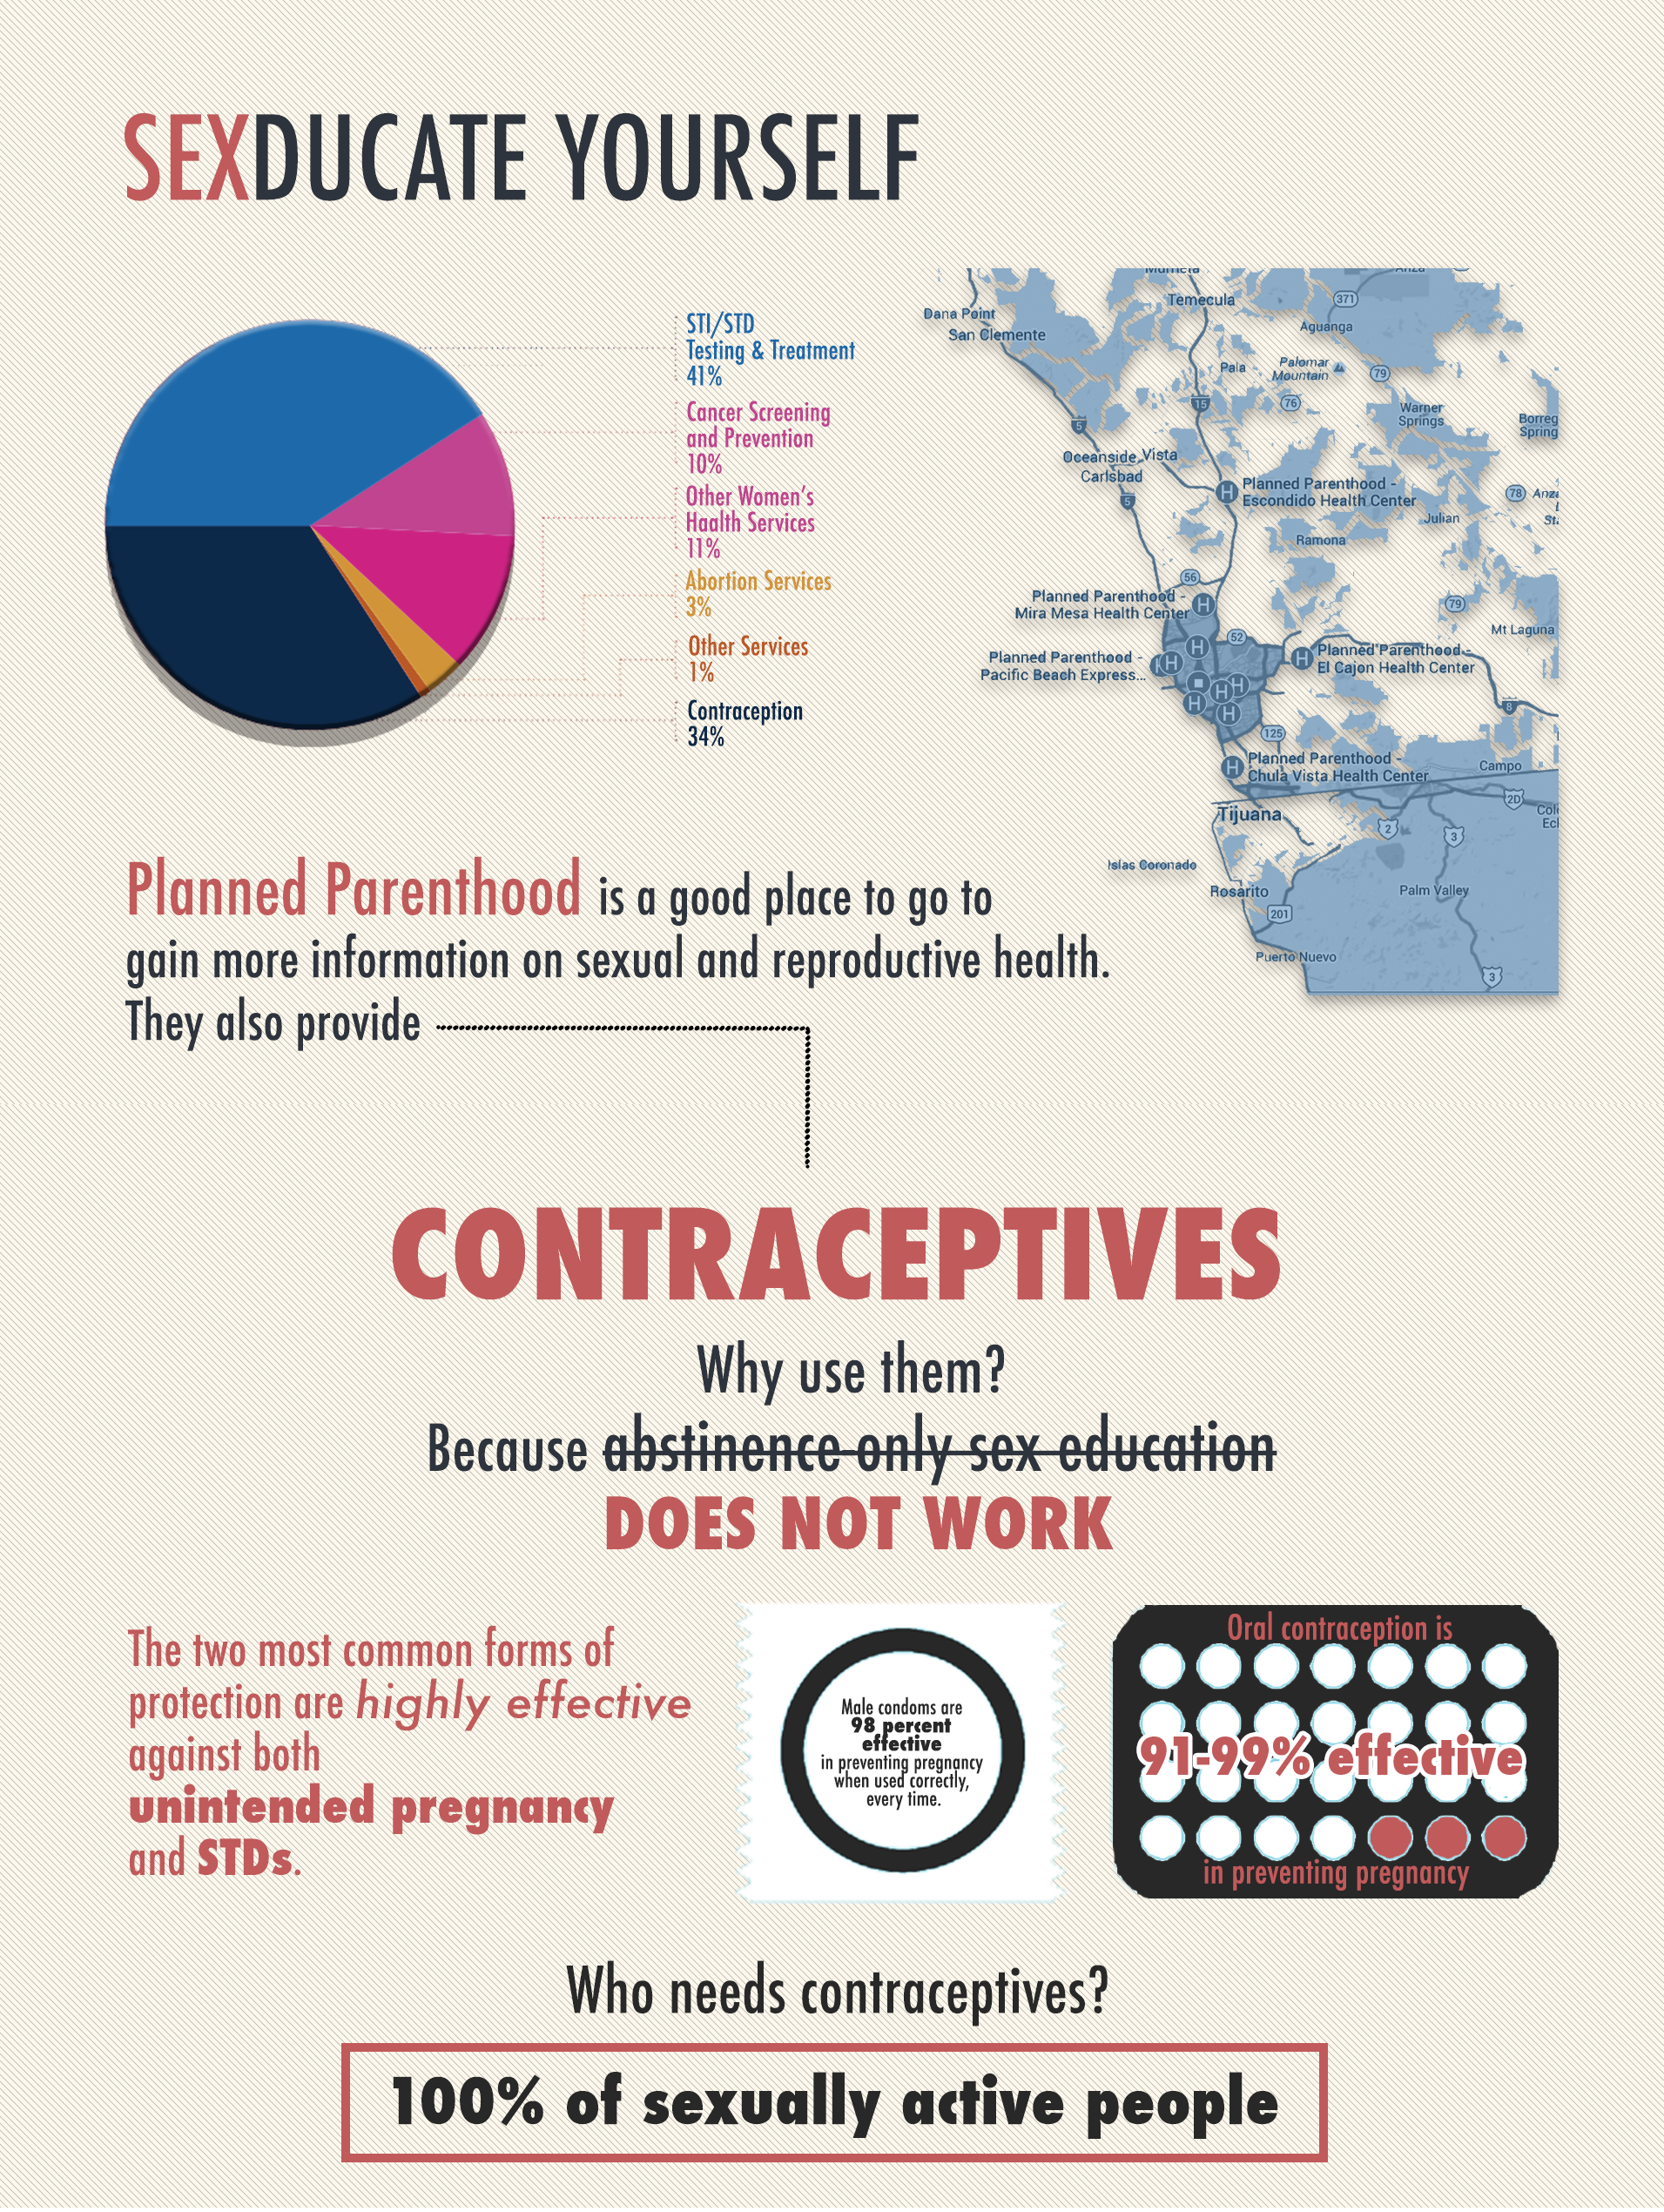 SEXDUCATE YOURSELF
STI/STD
Testing & Treatment
41%
Cancer Screening
and Prevention
10%
Other Women's
Haalth Services
11%
Abortion Services
3%
Other Services
1%
Contraception
34%
Murrieta
Anza
Temecula
371
Dana Point
San Clemente
Aguanga
Pala
Palomar
Mountain
79
15
76
Warner
Springs
Borreg
Spring
5
Oceanside
Vista
Carlsbad
5
Planned Parenthood -
Escondido Health Center
78
Anza
Julian
Ramona
56
Planned Parenthood -
Mira Mesa Health Center
79
Mt Laguna
52
Planned Parenthood -
Pacific Beach Express...
Planned Parenthood -
El Cajon Health Center
8
125
Planned Parenthood -
Chula Vista Health Center
Campo
2D
Tijuana
2
3
Islas Coronado
Rosarito
Palm Valley
201
Puerto Nuevo
3
Planned Parenthood is a good place to go to
gain more information on sexual and reproductive health.
They also provide
CONTRACEPTIVES
Why use them?
Because abstinence-only sex education
DOES NOT WORK
The two most common forms of
protection are highly effective
against both
unintended pregnancy
and STDs.
Male condoms are
98 percent
effective
in preventing pregnancy
when used correctly,
every time.
Oral contraception is
91-99% effective
in preventing pregnancy
Who needs contraceptives?
100% of sexually active people